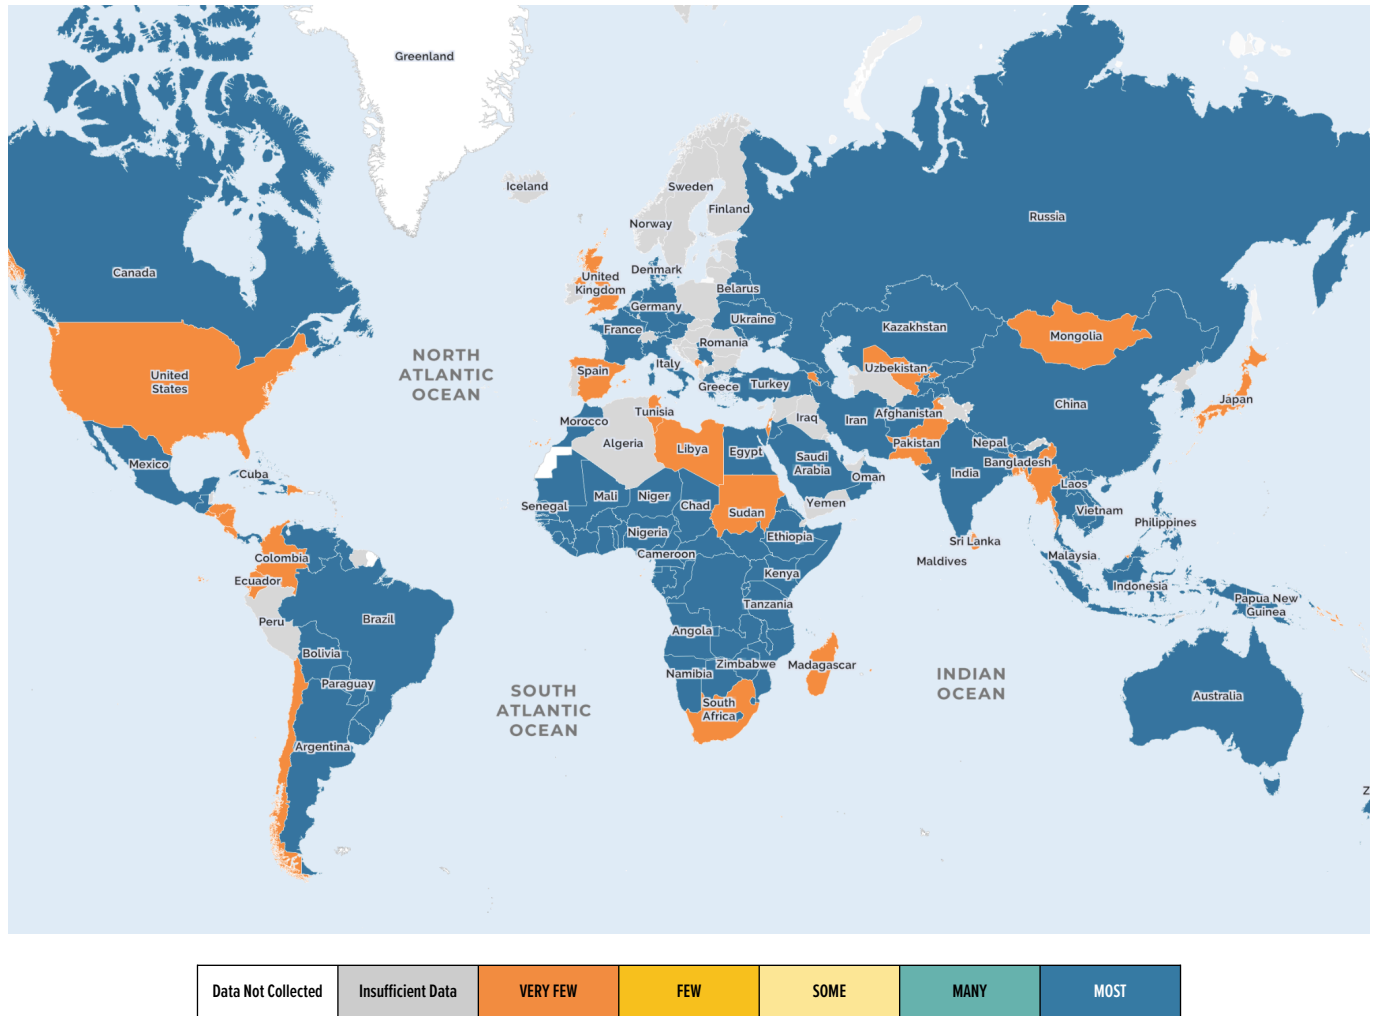 Greenland
Iceland
Sweden
Finland
Norway
Russia
Canada
United
Kingdom
Denmark
Belarus
Germany
Ukraine
Kazakhstan
France
Romania
Mongolia
NORTH
ATLANTIC
OCEAN
Italy
Uzbekistan
United
States
Spain
Greece
Turkey
Japan
China
Tunisia
Morocco
Iraq
Iran
Afghanistan
Algeria
Libya
Egypt
Pakistan
Nepal
Mexico
Cuba
Saudi
Arabia
Bangladesh
India
Oman
Laos
Mali
Niger
Chad
Senegal
Sudan
Yemen
Vietnam
Philippines
Nigeria
Ethiopia
Sri Lanka
Colombia
Cameroon
Maldives
Malaysia
Ecuador
Kenya
Indonesia
Tanzania
Papua New
Guinea
Peru
Brazil
Angola
Bolivia
Zimbabwe
Madagascar
Namibia
INDIAN
OCEAN
Paraguay
SOUTH
ATLANTIC
OCEAN
South
Africa
Australia
Argentina
Z
Data Not Collected
Insufficient Data
VERY FEW
FEW
SOME
MANY
MOST